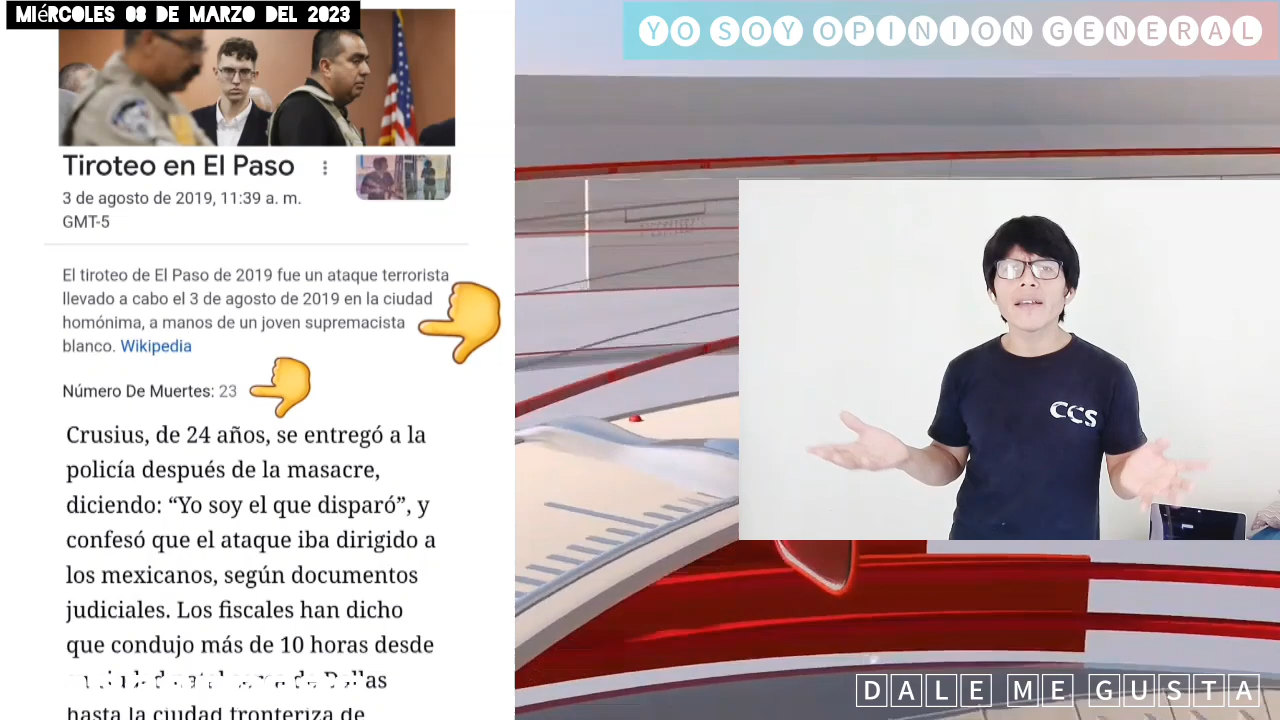 MIéRCOLES 08 DE MARZO DEL 2023
YO SOY OPINION GENERAL
Tiroteo en El Paso
3 de agosto de 2019, 11:39 a. m.
GMT-5
El tiroteo de El Paso de 2019 fue un ataque terrorista
llevado a cabo el 3 de agosto de 2019 en la ciudad
homónima, a manos de un joven supremacista
blanco. Wikipedia
Número De Muertes: 23
Crusius, de 24 años, se entregó a la
policía después de la masacre,
diciendo: “Yo soy el que disparó”, y
confesó que el ataque iba dirigido a
los mexicanos, según documentos
judiciales. Los fiscales han dicho
que condujo más de 10 horas desde
hasta la ciudad fronteriza de
CCS
DALE ME GUSTA